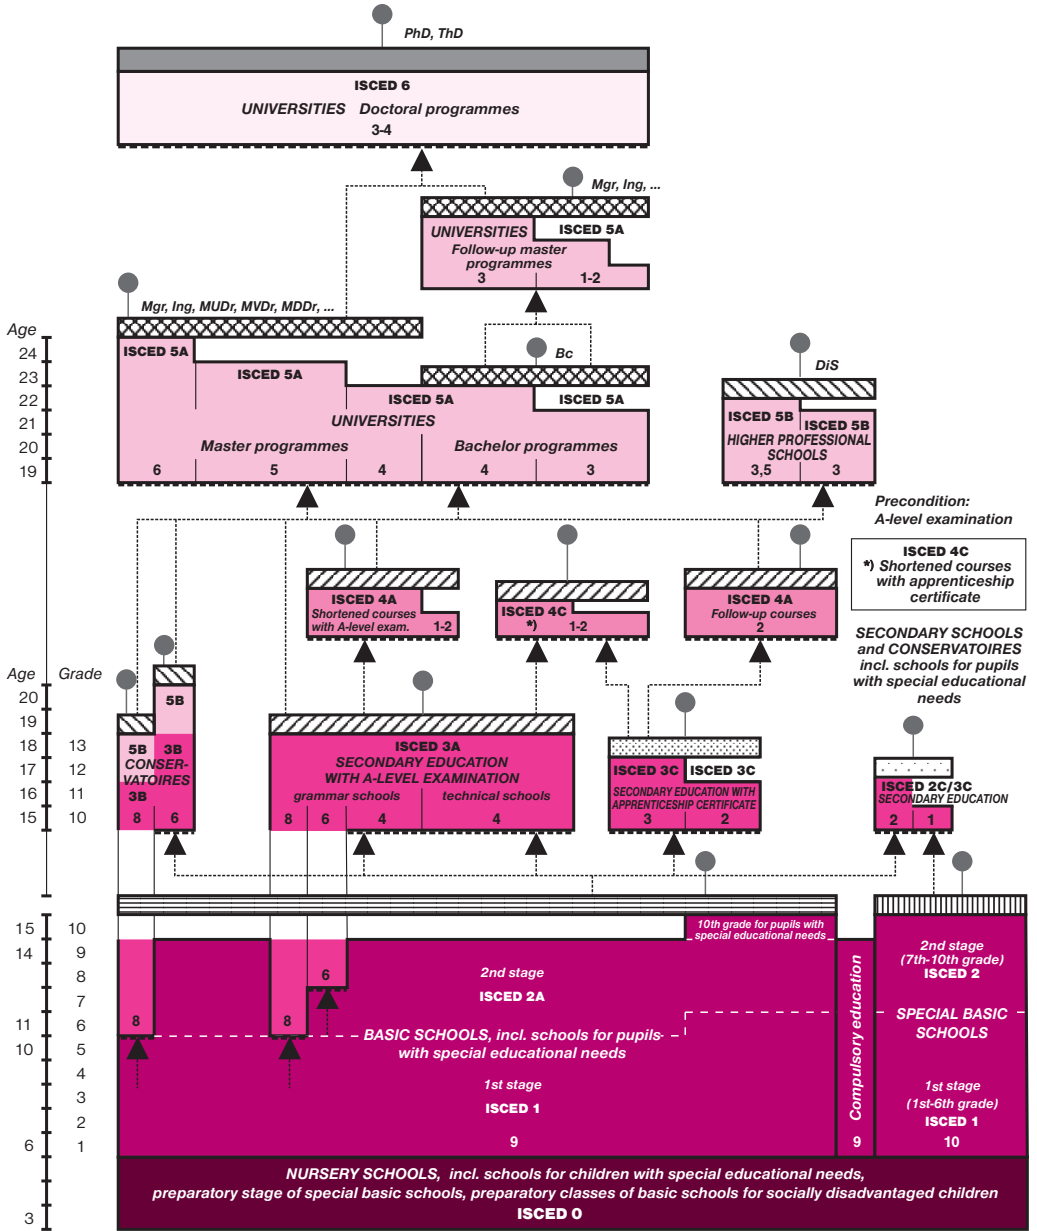 PhD, ThD
ISCED 6
UNIVERSITIES Doctoral programmes
3-4
Mgr, Ing, ...
UNIVERSITIES ISCED 5A
Follow-up master
programmes
3 1-2
Mgr, Ing, MUDr, MVDr, MDDr, ...
Age
24
23
22
21
20
19
ISCED 5A
ISCED 5A
ISCED 5A
Bc
ISCED 5A
UNIVERSITIES
Master programmes
Bachelor programmes
6 5 4 4 3
DiS
ISCED 5B
ISCED 5B
HIGHER PROFESSIONAL
SCHOOLS
3,5 3
Precondition:
A-level examination
ISCED 4C
*) Shortened courses
with apprenticeship
certificate
ISCED 4A
Shortened courses
with A-level exam.
1-2
ISCED 4C
*) 1-2
ISCED 4A
Follow-up courses
2
SECONDARY SCHOOLS
and CONSERVATOIRES
incl. schools for pupils
with special educational
needs
Age Grade
20
19
18 13
17 12
16 11
15 10
5B
5B 3B
CONSER-
VATOIRES
3B
8 6
ISCED 3A
SECONDARY EDUCATION
WITH A-LEVEL EXAMINATION
grammar schools technical schools
8 6 4 4
ISCED 3C ISCED 3C
SECONDARY EDUCATION WITH
APPRENTICESHIP CERTIFICATE
3 2
ISCED 2C/3C
SECONDARY EDUCATION
2 1
15 10
14 9
8
7
11 6
10 5
4
3
2
6 1
3
10th grade for pupils with
special educational needs
8
8
6
2nd stage
ISCED 2A
BASIC SCHOOLS, incl. schools for pupils
with special educational needs
1st stage
ISCED 1
9
Compulsory education
9
2nd stage
(7th-10th grade)
ISCED 2
SPECIAL BASIC
SCHOOLS
1st stage
(1st-6th grade)
ISCED 1
10
NURSERY SCHOOLS, incl. schools for children with special educational needs,
preparatory stage of special basic schools, preparatory classes of basic schools for socially disadvantaged children
ISCED 0